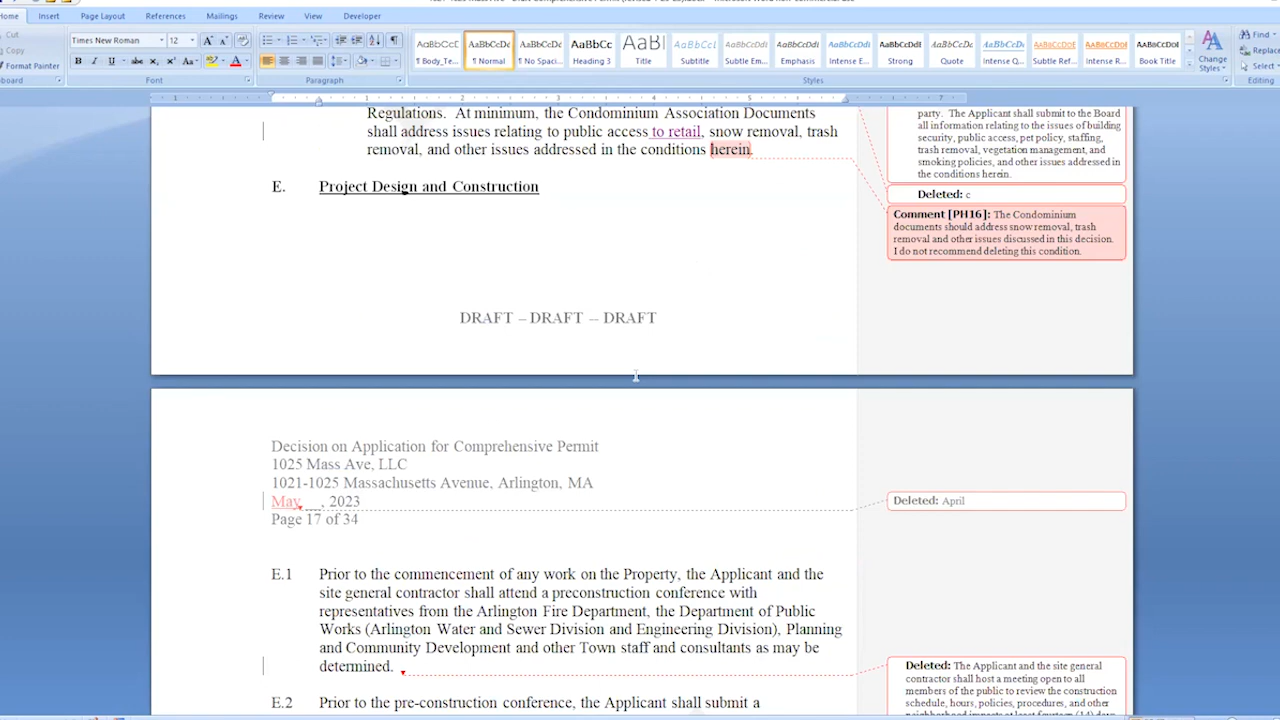 Home Insert Page Layout References Mailings Review View Developer
Cut
Copy
Format Painter
Times New Roman 12
Find
Replace
Select
AaBbCcC AaBbCcDc AaBbCcDc AaBbCc AaBl AaBbCcI AaBbCcDd AaBbCcDd AaBbCcDd AaBbCcDdE AaBbCcDd AaBbCcDd AABBCCDE AABBCCDE AABBCCDI
¶ Body_Te... ¶ Normal ¶ No Spaci... Heading 3 Title Subtitle Subtle Em... Emphasis Intense E... Strong Quote Intense Q... Subtle Ref... Intense R... Book Title
Change Styles
Font Paragraph Styles Editing
Regulations. At minimum, the Condominium Association Documents
shall address issues relating to public access to retail, snow removal, trash
removal, and other issues addressed in the conditions herein.
E. Project Design and Construction
DRAFT – DRAFT – DRAFT
party. The Applicant shall submit to the Board
all information relating to the issues of building
security, public access, pet policy, staffing,
trash removal, vegetation management, and
smoking policies, and other issues addressed in
the conditions herein.
Deleted: c
Comment [PH16]: The Condominium
documents should address snow removal, trash
removal and other issues discussed in this decision.
I do not recommend deleting this condition.
Decision on Application for Comprehensive Permit
1025 Mass Ave, LLC
1021-1025 Massachusetts Avenue, Arlington, MA
May __, 2023
Page 17 of 34
Deleted: April
E.1 Prior to the commencement of any work on the Property, the Applicant and the
site general contractor shall attend a preconstruction conference with
representatives from the Arlington Fire Department, the Department of Public
Works (Arlington Water and Sewer Division and Engineering Division), Planning
and Community Development and other Town staff and consultants as may be
determined.
E.2 Prior to the pre-construction conference, the Applicant shall submit a
Deleted: The Applicant and the site general
contractor shall host a meeting open to all
members of the public to review the construction
schedule, hours, policies, procedures, and other